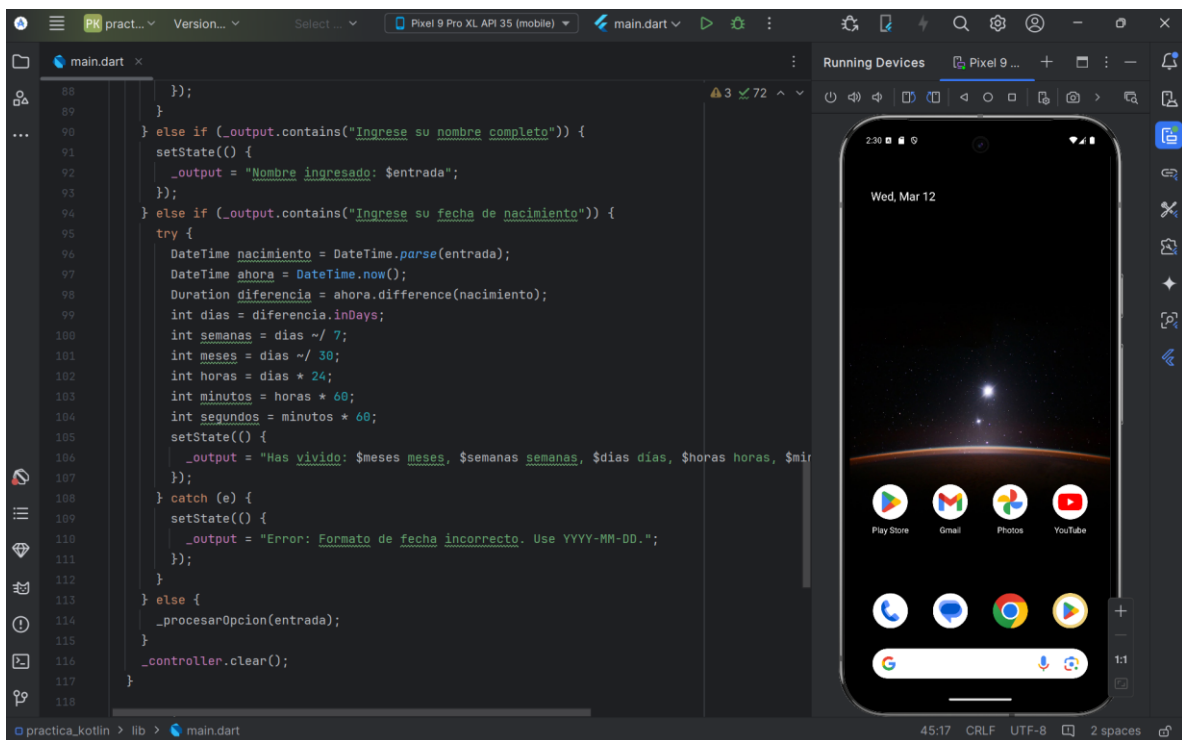 PK pract... Version... Select ... Pixel 9 Pro XL API 35 (mobile) main.dart
main.dart
Running Devices Pixel 9 ...
3 72
88 });
89 }
90 } else if (_output.contains("Ingrese su nombre completo")) {
91 setState(() {
92 _output = "Nombre ingresado: $entrada";
93 });
94 } else if (_output.contains("Ingrese su fecha de nacimiento")) {
95 try {
96 DateTime nacimiento = DateTime.parse(entrada);
97 DateTime ahora = DateTime.now();
98 Duration diferencia = ahora.difference(nacimiento);
99 int dias = diferencia.inDays;
100 int semanas = dias ~/ 7;
101 int meses = dias ~/ 30;
102 int horas = dias * 24;
103 int minutos = horas * 60;
104 int segundos = minutos * 60;
105 setState(() {
106 _output = "Has vivido: $meses meses, $semanas semanas, $dias días, $horas horas, $mi
107 });
108 } catch (e) {
109 setState(() {
110 _output = "Error: Formato de fecha incorrecto. Use YYYY-MM-DD.";
111 });
112 }
113 } else {
114 _procesarOpcion(entrada);
115 }
116 _controller.clear();
117 }
118
2:30
Wed, Mar 12
Play Store Gmail Photos YouTube
1:1
practica_kotlin > lib > main.dart
45:17 CRLF UTF-8 2 spaces